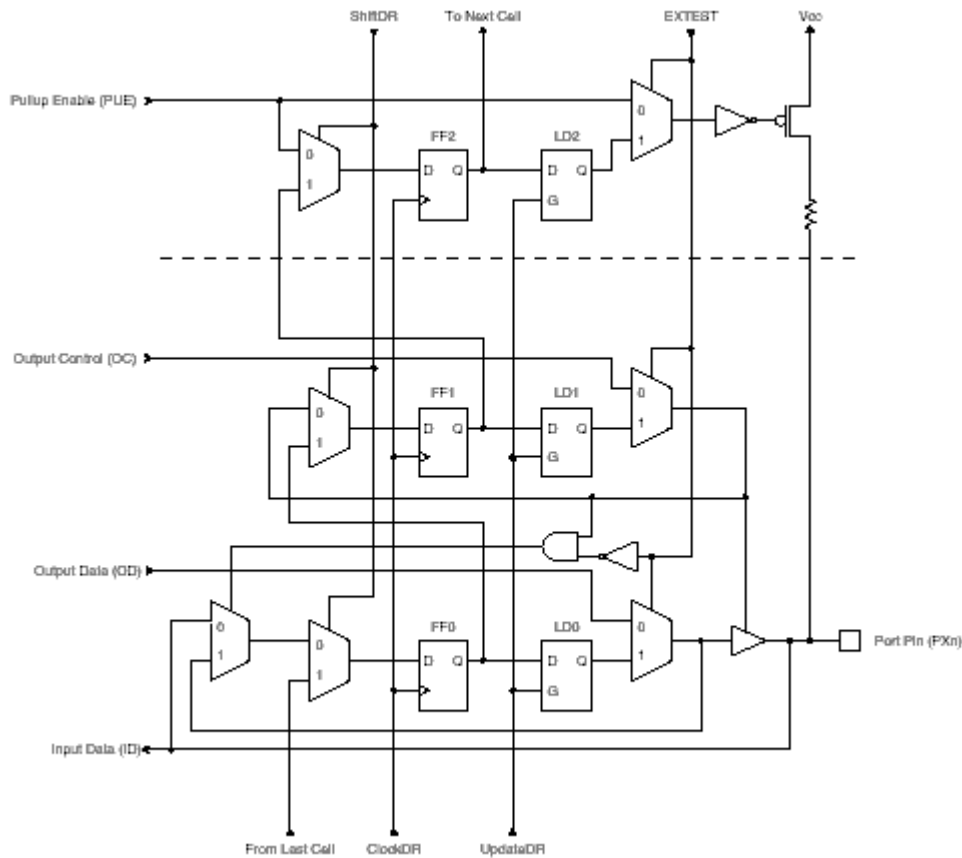 ShiftDR To Next Cell EXTEST Vcc
Pullup Enable (PUE)
0
FF2 LD2
0
1
D Q D Q
1
G
Output Control (OC)
FF1 LD1
0
0
1
D Q D Q
1
G
Output Data (OD)
FF0 LD0
0
0
0
1
D Q D Q
1
1
G
Port Pin (PXn)
Input Data (ID)
From Last Cell ClockDR UpdateDR